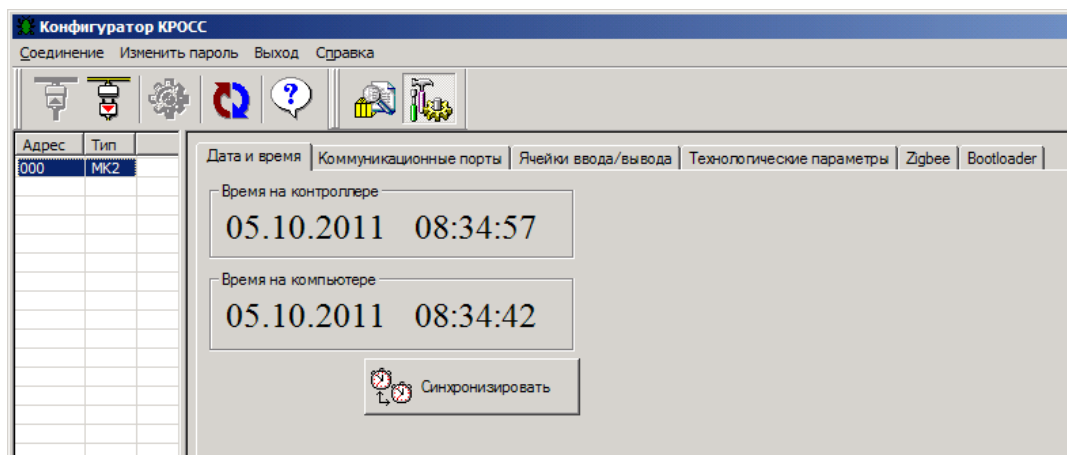 Конфигуратор КРОСС
Соединение Изменить пароль Выход Справка
Адрес Тип
000 МК2
Дата и время Коммуникационные порты Ячейки ввода/вывода Технологические параметры Zigbee Bootloader
Время на контроллере
05.10.2011 08:34:57
Время на компьютере
05.10.2011 08:34:42
Синхронизировать